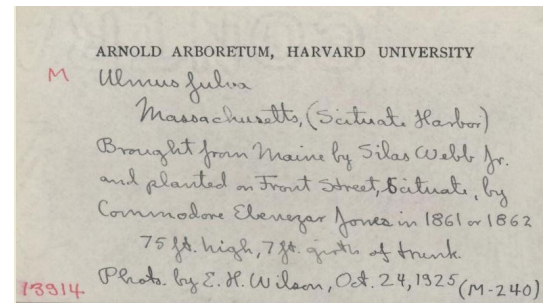 ARNOLD ARBORETUM, HARVARD UNIVERSITY
M Ulmus fulva
Massachusetts, (Scituate Harbor)
Brought from Maine by Silas Webb Jr.
and planted on Front Street, Scituate, by
Commodore Ebenezar Jones in 1861 or 1862
75 ft. high, 7 ft. girth of trunk.
13914. Photo. by E. H. Wilson, Oct. 24, 1925 (M-240)